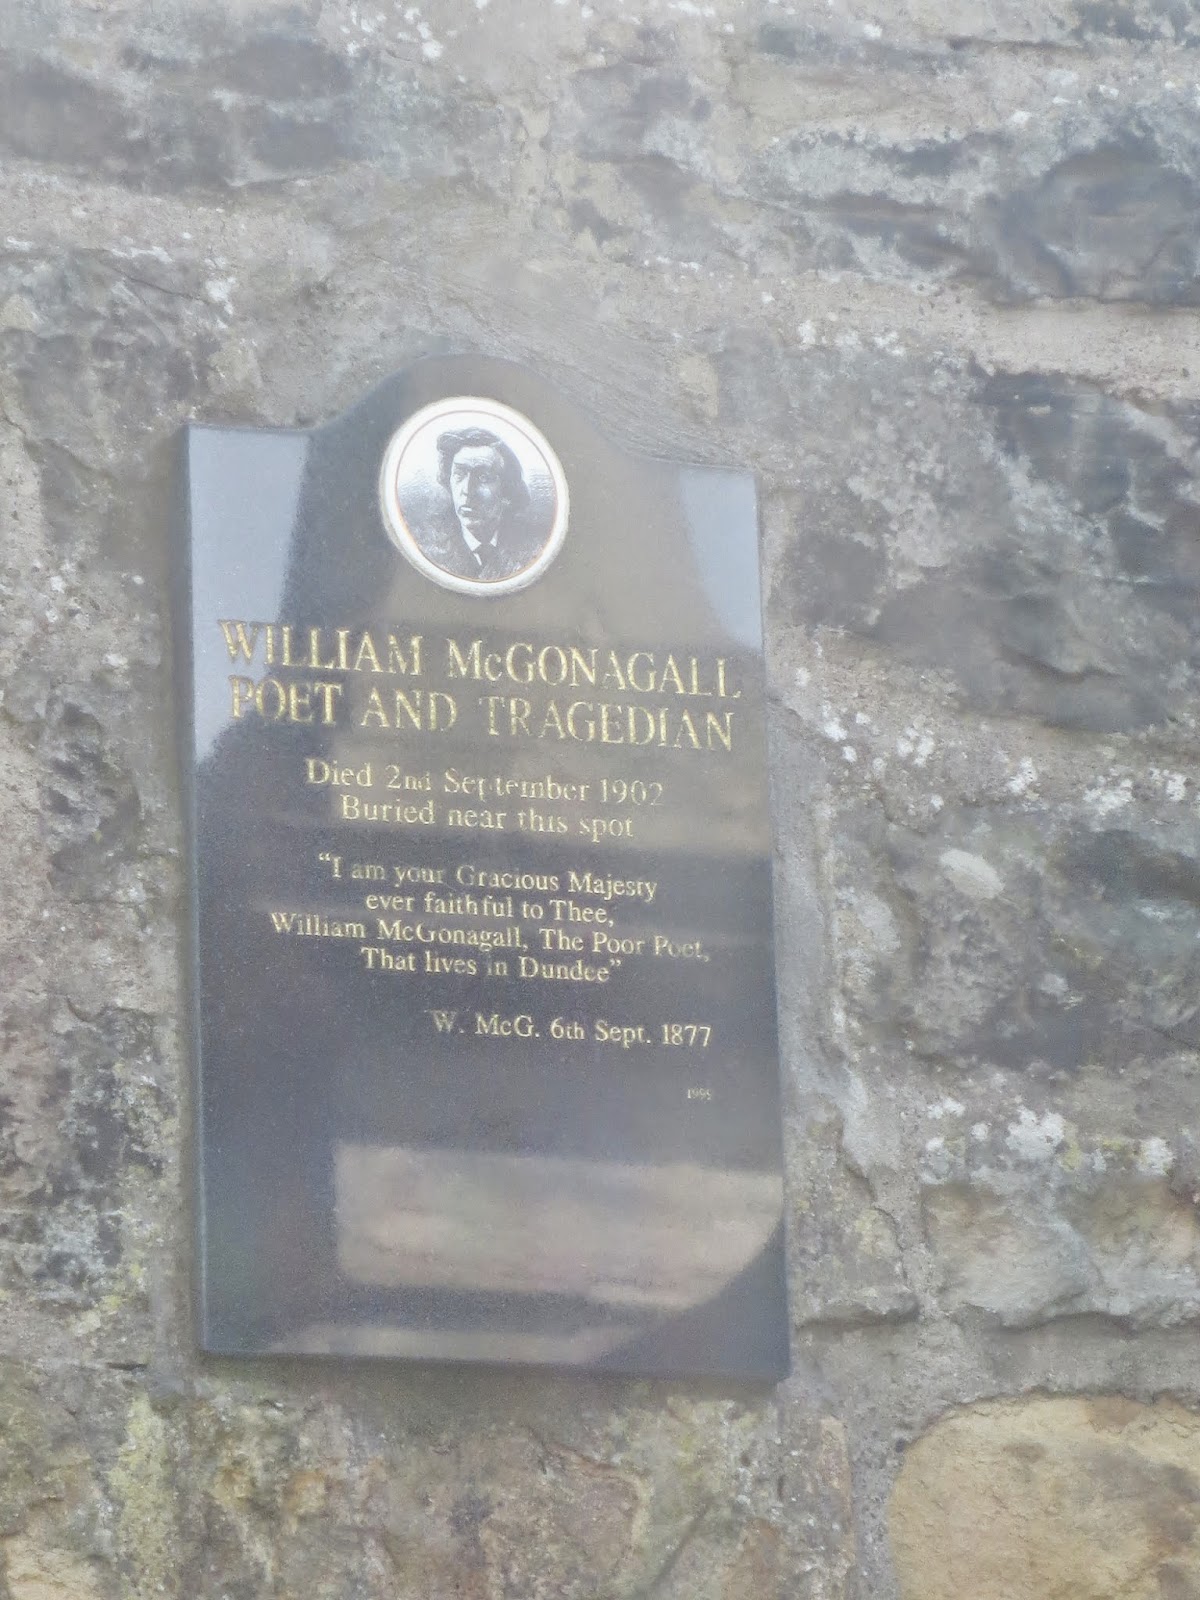 WILLIAM McGONAGALL
POET AND TRAGEDIAN
Died 2nd September 1902
Buried near this spot
“I am your Gracious Majesty
ever faithful to Thee,
William McGonagall, The Poor Poet,
That lives in Dundee”
W. McG. 6th Sept. 1877
1999